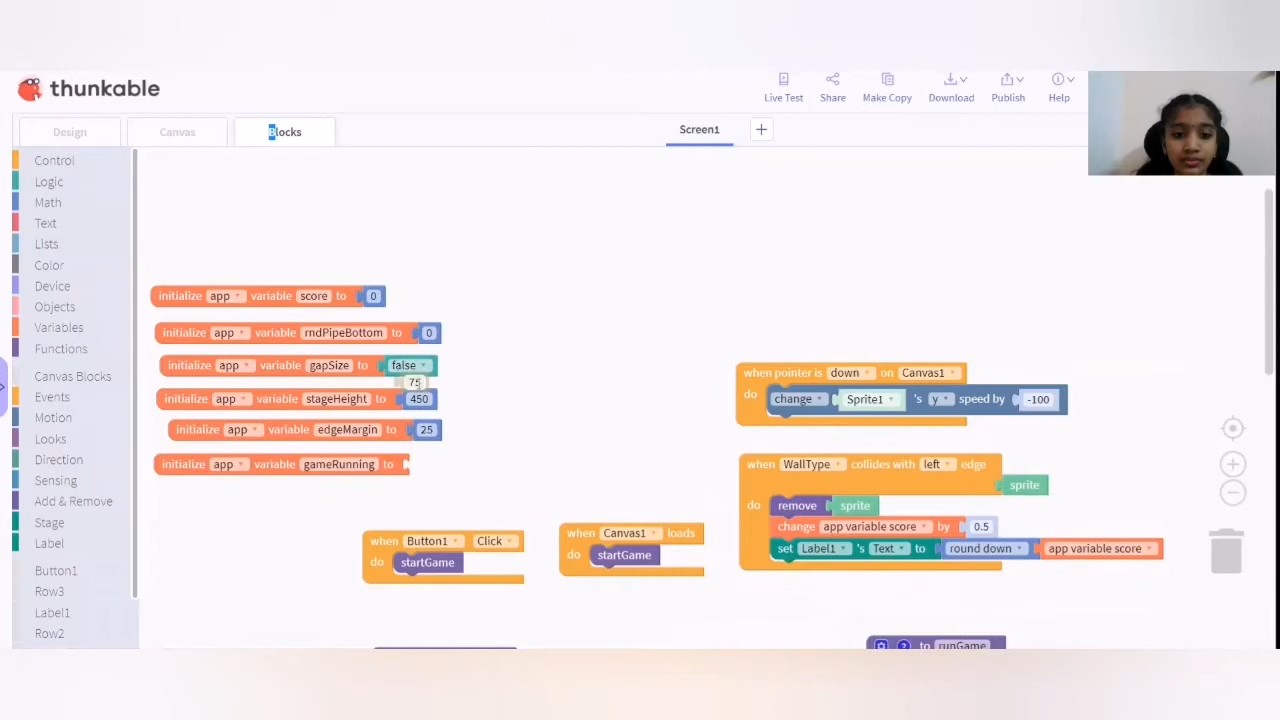 thunkable
Live Test
Share
Make Copy
Download
Publish
Help
Design
Canvas
Blocks
Screen1
Control
Logic
Math
Text
Lists
Color
Device
Objects
Variables
Functions
Canvas Blocks
Events
Motion
Looks
Direction
Sensing
Add & Remove
Stage
Label
Button1
Row3
Label1
Row2
initialize app variable score to 0
initialize app variable rndPipeBottom to 0
initialize app variable gapSize to false
75
initialize app variable stageHeight to 450
initialize app variable edgeMargin to 25
initialize app variable gameRunning to
when Button1 Click
do startGame
when Canvas1 loads
do startGame
when pointer is down on Canvas1
do change Sprite1 's y speed by -100
when WallType collides with left edge
sprite
do remove sprite
change app variable score by 0.5
set Label1 's Text to round down app variable score
? to runGame